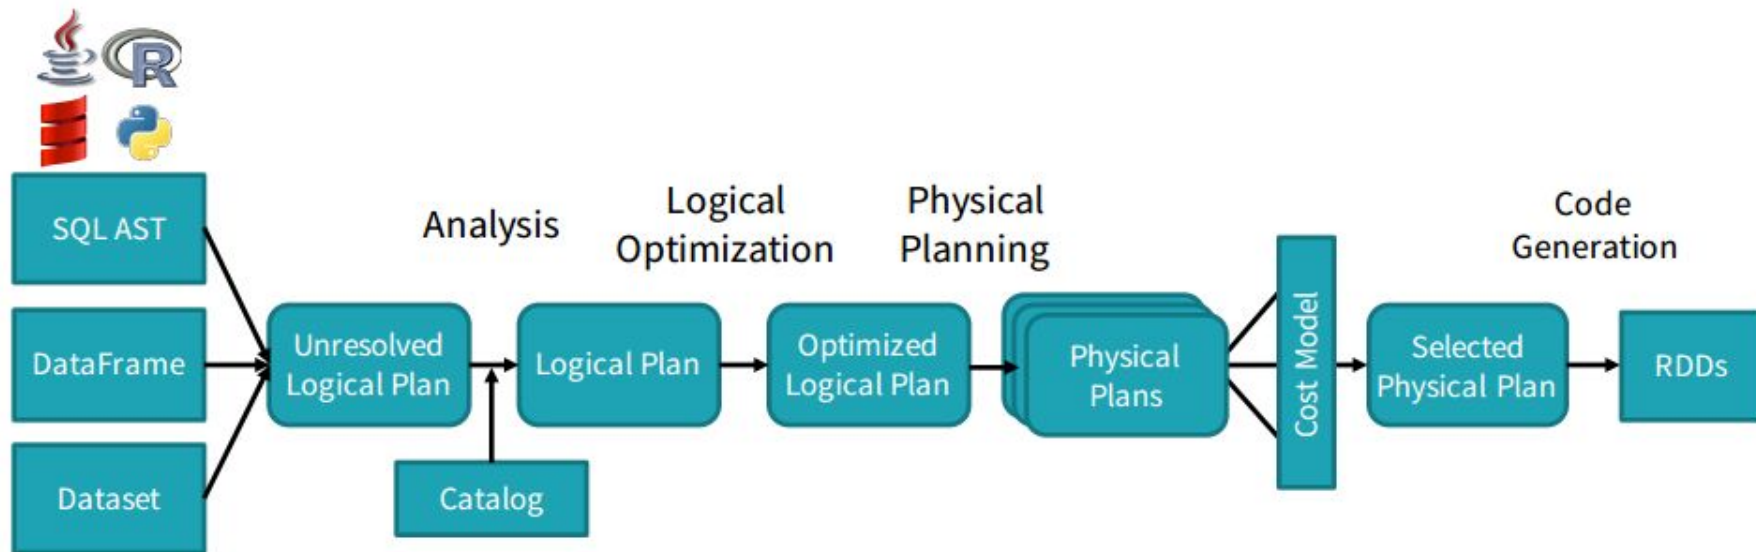 R
SQL AST
DataFrame
Dataset
Analysis
Logical
Optimization
Physical
Planning
Code
Generation
Unresolved
Logical Plan
Catalog
Logical Plan
Optimized
Logical Plan
Physical
Plans
Cost Model
Selected
Physical Plan
RDDs